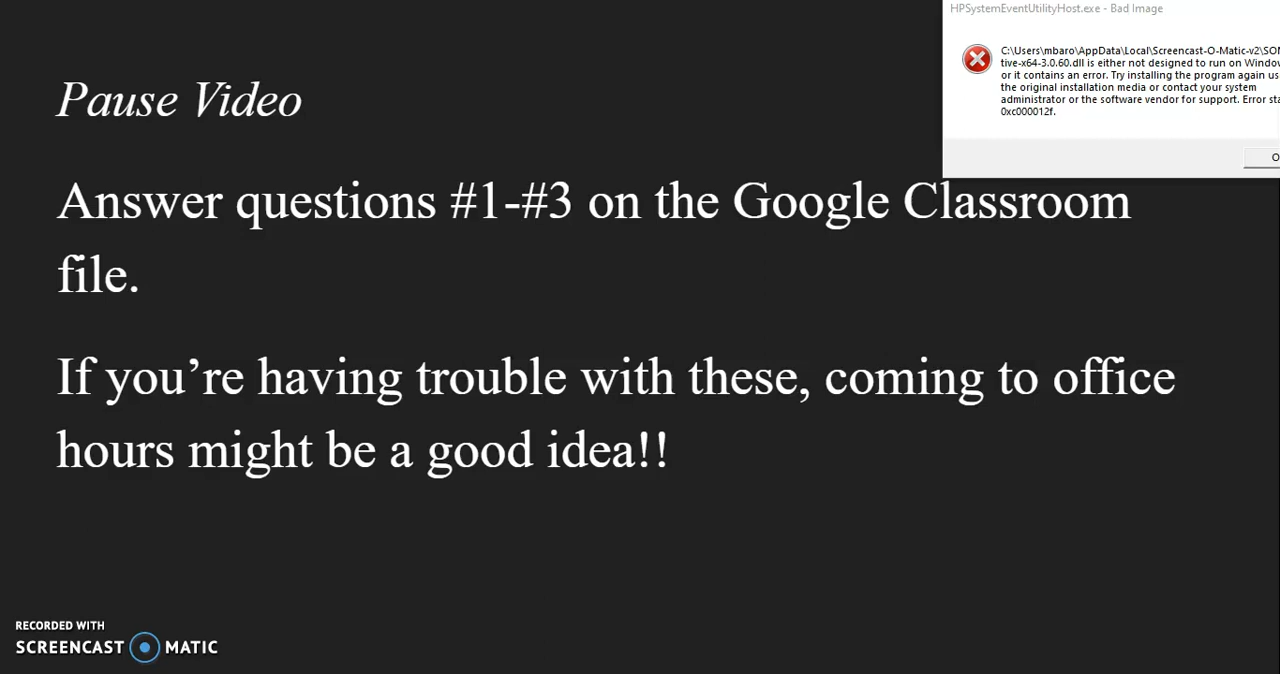 HPSystemEventUtilityHost.exe - Bad Image
C:\Users\mbaro\AppData\Local\Screencast-O-Matic-v2\SON
tive-x64-3.0.60.dll is either not designed to run on Window
or it contains an error. Try installing the program again us
the original installation media or contact your system
administrator or the software vendor for support. Error sta
0xc000012f.
O
Pause Video
Answer questions #1-#3 on the Google Classroom
file.
If you’re having trouble with these, coming to office
hours might be a good idea!!
RECORDED WITH
SCREENCAST MATIC